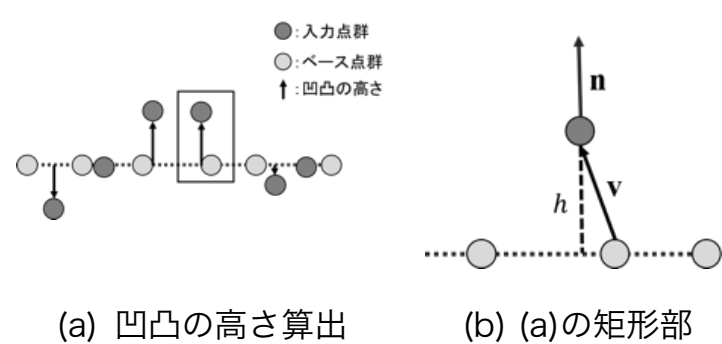 : 入力点群
: ベース点群
: 凹凸の高さ
n
v
h
(a) 凹凸の高さ算出
(b) (a)の矩形部